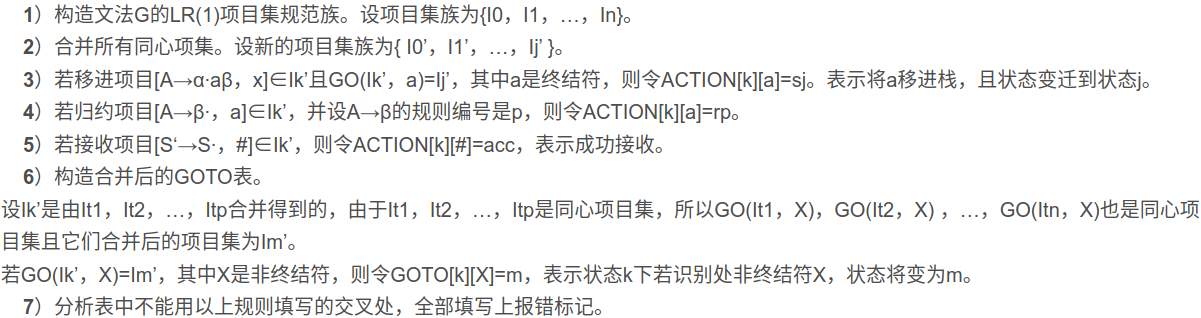 1）构造文法G的LR(1)项目集规范族。设项目集族为{I0，I1，…，In}。
2）合并所有同心项集。设新的项目集族为{ I0’，I1’，…，Ij’ }。
3）若移进项目[A→α·aβ，x]∈Ik’且GO(Ik’，a)=Ij’，其中a是终结符，则令ACTION[k][a]=sj。表示将a移进栈，且状态变迁到状态j。
4）若归约项目[A→β·，a]∈Ik’，并设A→β的规则编号是p，则令ACTION[k][a]=rp。
5）若接收项目[S‘→S·，#]∈Ik’，则令ACTION[k][#]=acc，表示成功接收。
6）构造合并后的GOTO表。
设Ik’是由It1，It2，…，Itp合并得到的，由于It1，It2，…，Itp是同心项目集，所以GO(It1，X)，GO(It2，X) ，…，GO(Itn，X)也是同心项
目集且它们合并后的项目集为Im’。
若GO(Ik’，X)=Im’，其中X是非终结符，则令GOTO[k][X]=m，表示状态k下若识别处非终结符X，状态将变为m。
7）分析表中不能用以上规则填写的交叉处，全部填写上报错标记。